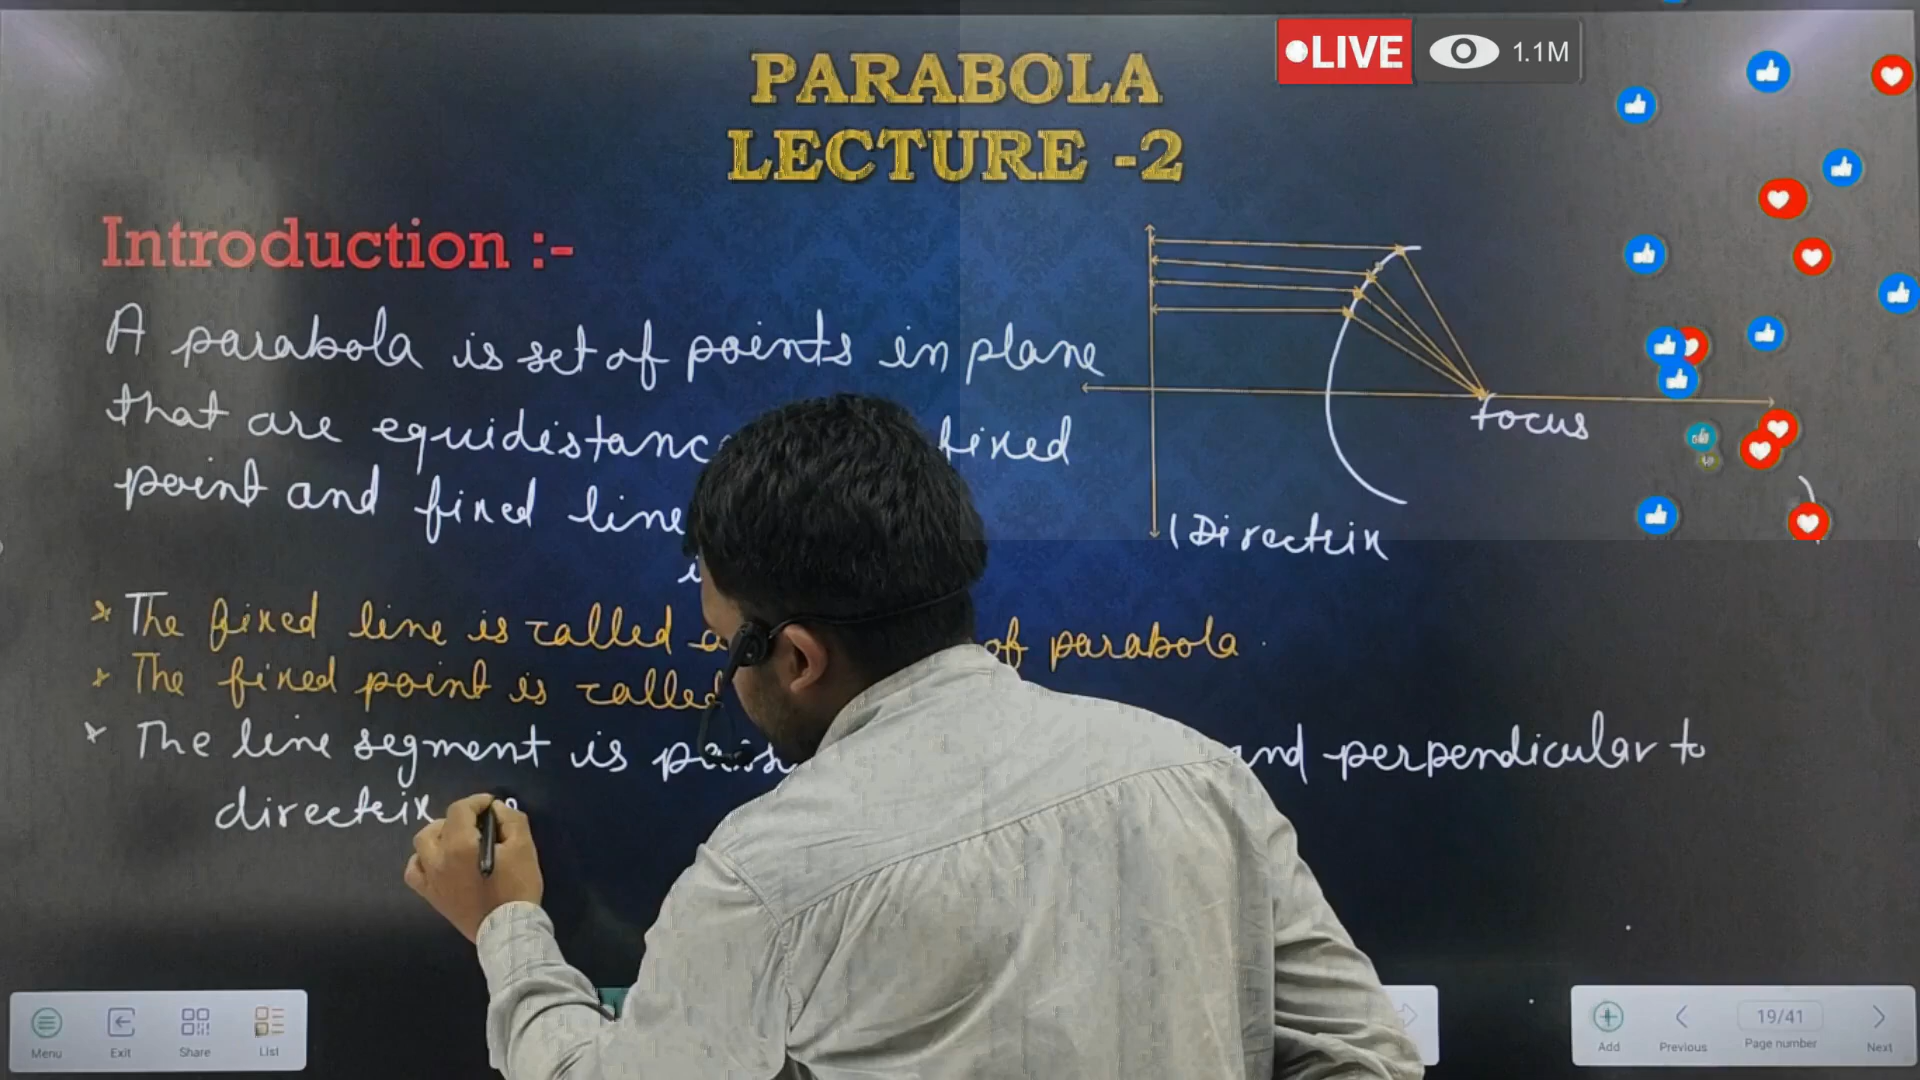 LIVE 1.1M
PARABOLA
LECTURE -2
Introduction :-
A parabola is set of points in plane
that are equidistanc fixed
point and fixed line
focus
Directrix
* The fixed line is called of parabola.
* The fixed point is called
* The line segment is and perpendicular to
directrix
Menu Exit Share List
19/41
Add Previous Page number Next